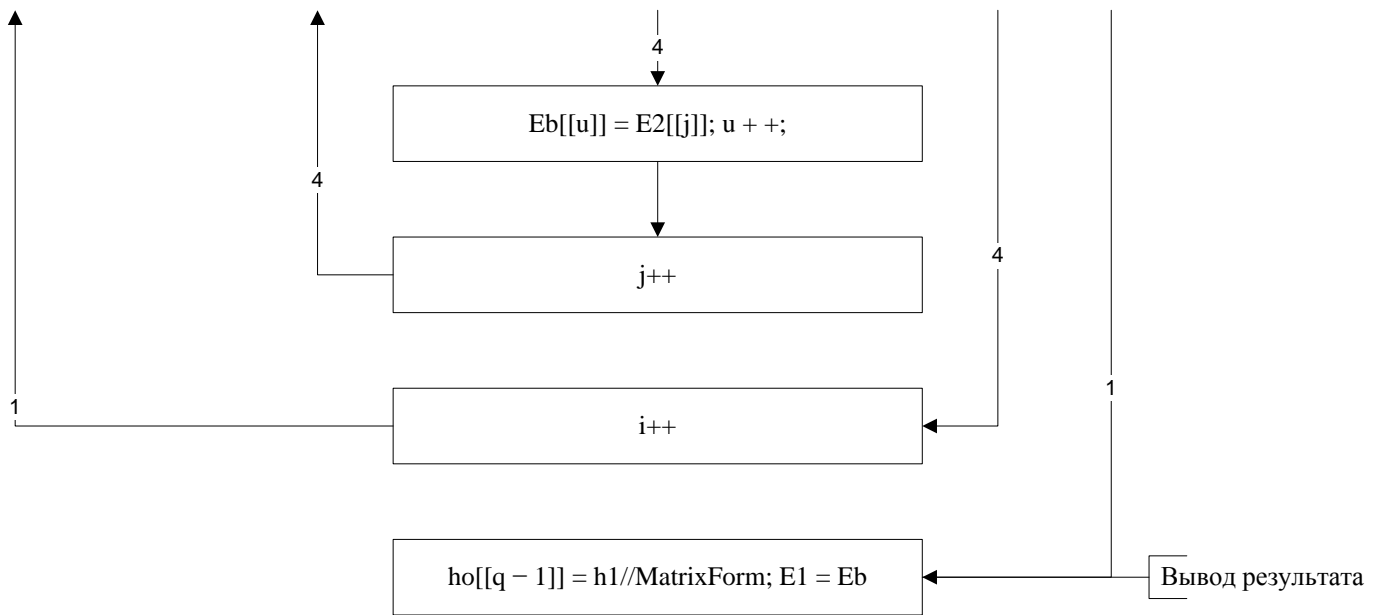 4
Eb[[u]] = E2[[j]]; u + +;
4
j++
4
1
1
i++
ho[[q − 1]] = h1//MatrixForm; E1 = Eb
Вывод результата